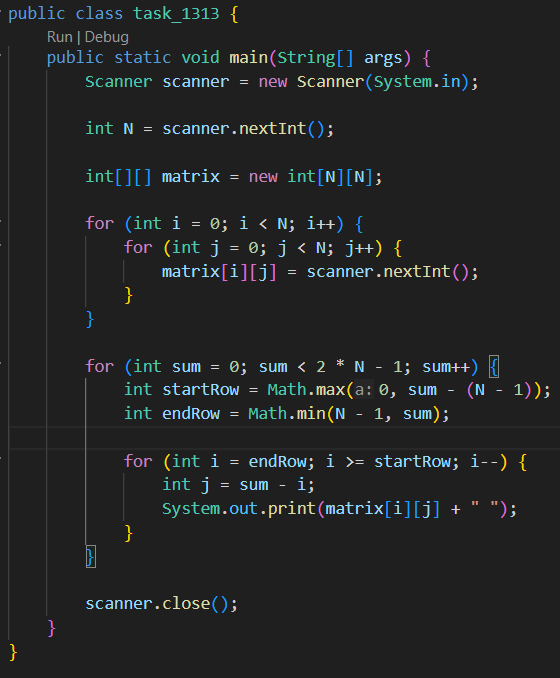 public class task_1313 {
Run | Debug
public static void main(String[] args) {
Scanner scanner = new Scanner(System.in);
int N = scanner.nextInt();
int[][] matrix = new int[N][N];
for (int i = 0; i < N; i++) {
for (int j = 0; j < N; j++) {
matrix[i][j] = scanner.nextInt();
}
}
for (int sum = 0; sum < 2 * N - 1; sum++) {
int startRow = Math.max(a: 0, sum - (N - 1));
int endRow = Math.min(N - 1, sum);
for (int i = endRow; i >= startRow; i--) {
int j = sum - i;
System.out.print(matrix[i][j] + " ");
}
}
scanner.close();
}
}